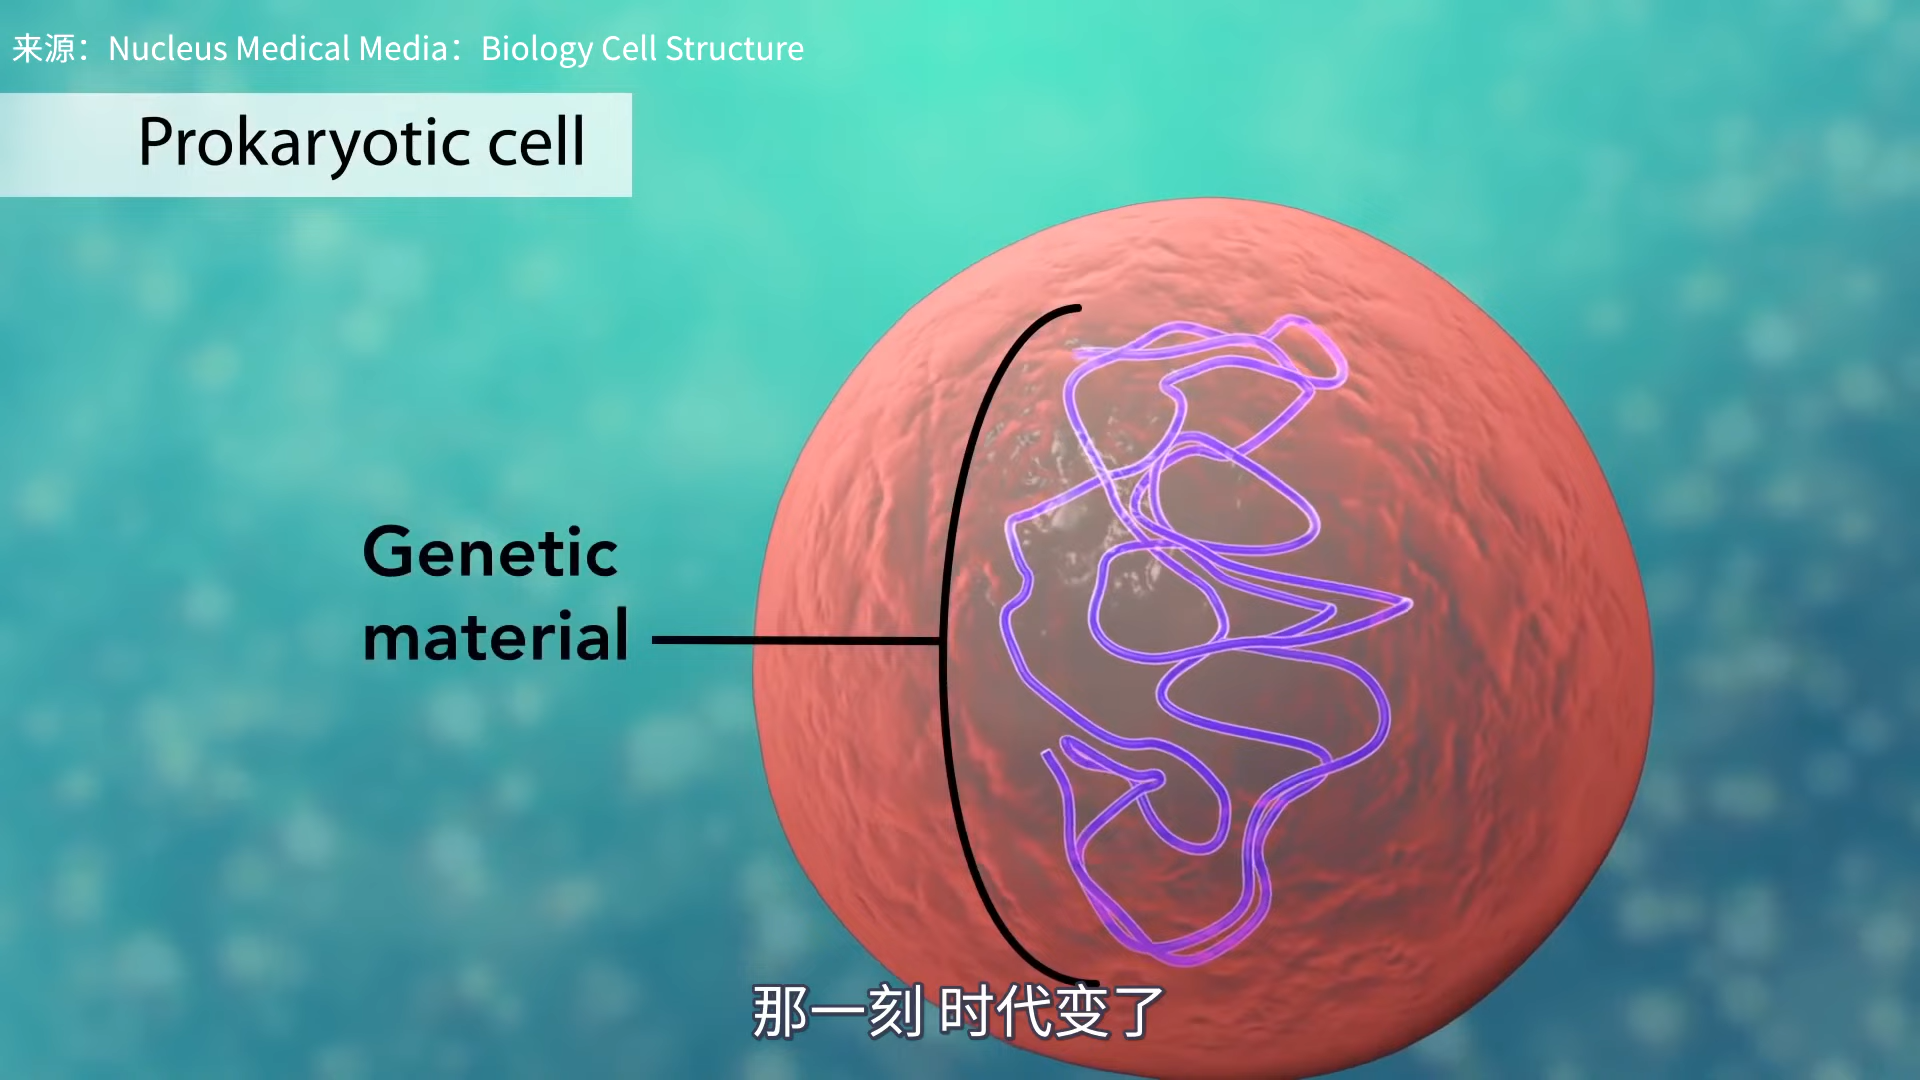 来源：Nucleus Medical Media：Biology Cell Structure
Prokaryotic cell
Genetic
material
那一刻 时代变了